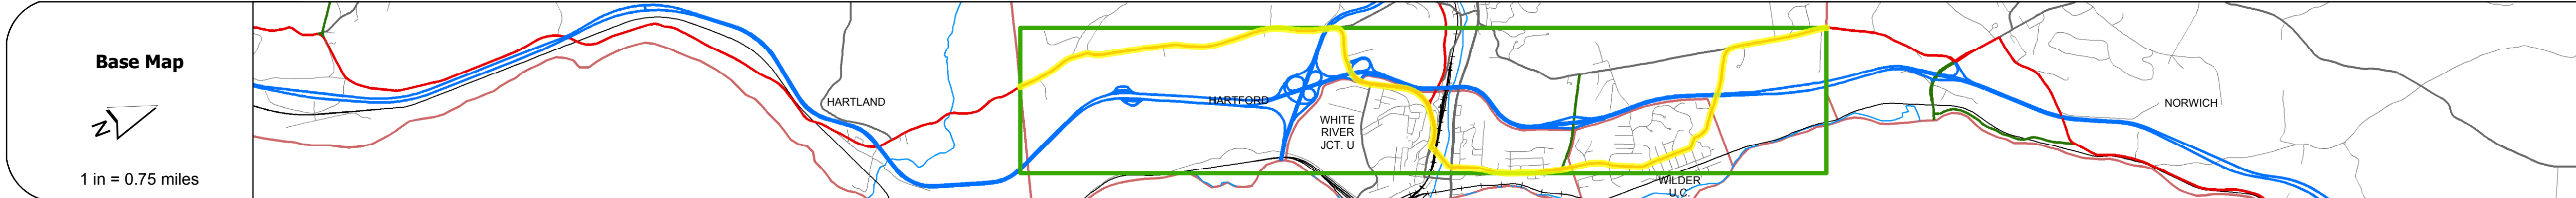 Base Map
N
1 in = 0.75 miles
HARTLAND
HARTFORD
WHITE
RIVER
JCT. U
WILDER
U.C.
NORWICH